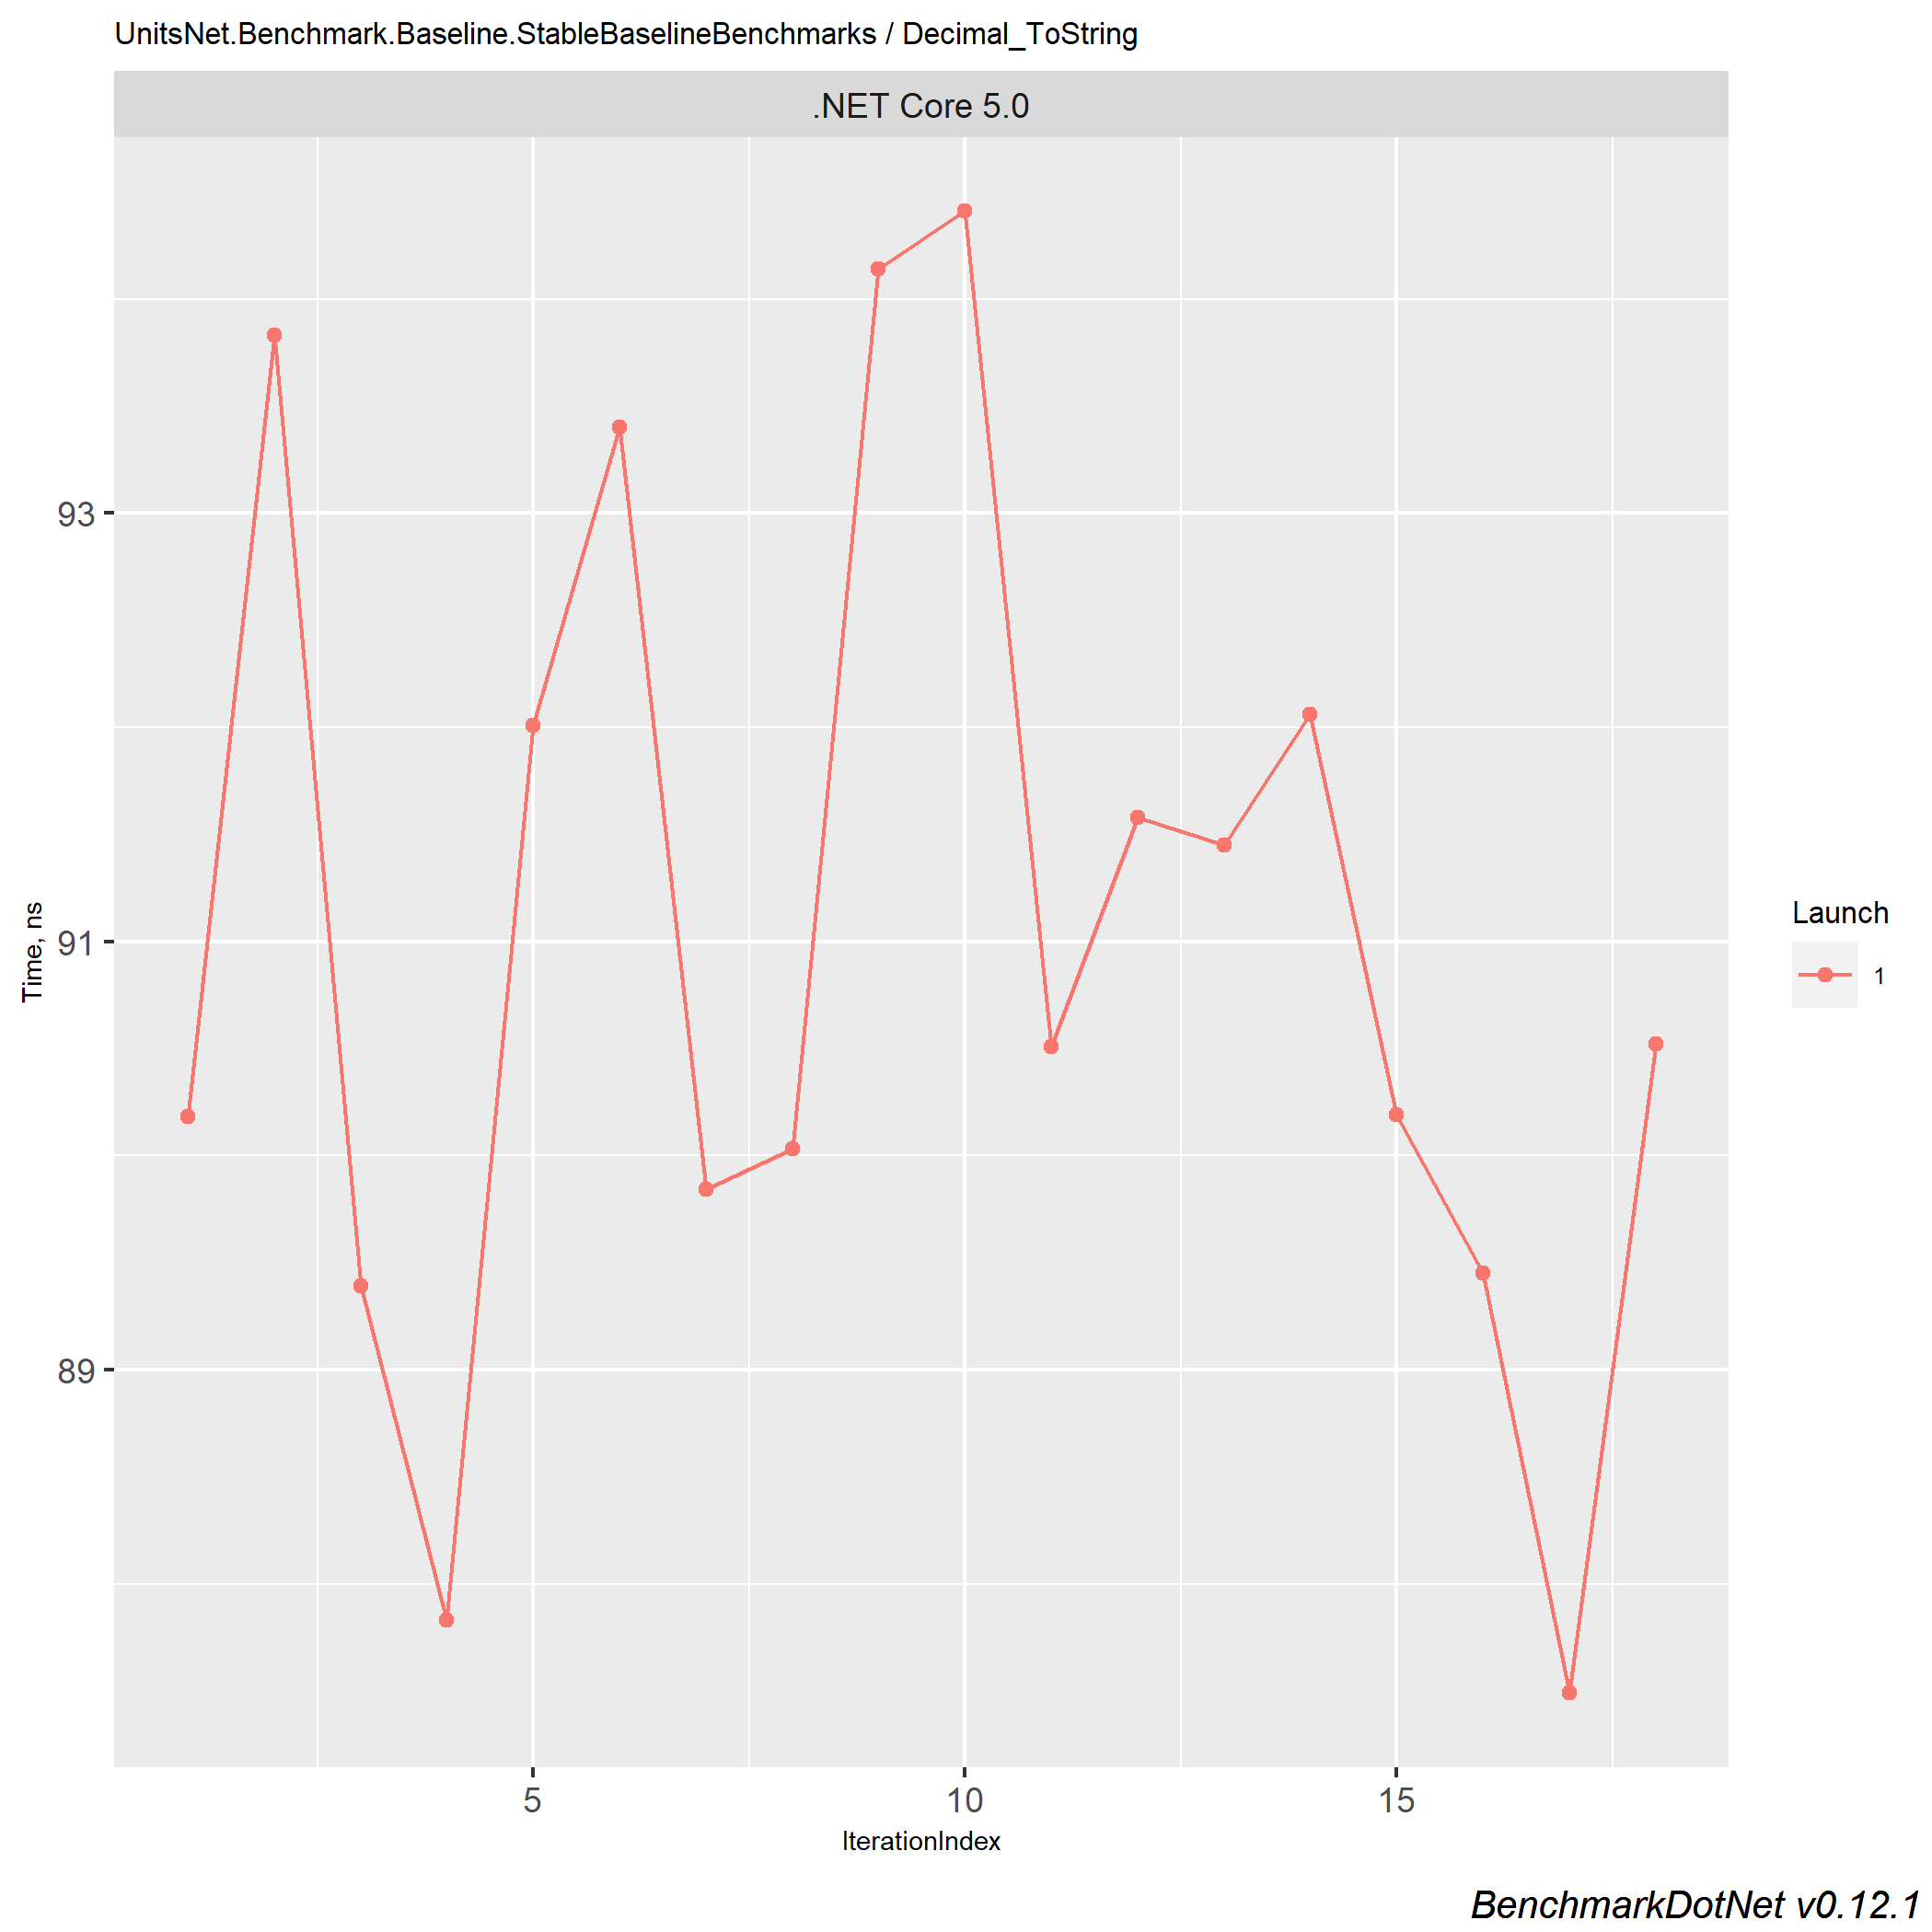 UnitsNet.Benchmark.Baseline.StableBaselineBenchmarks / Decimal_ToString
.NET Core 5.0
93
91
89
Time, ns
5 10 15
IterationIndex
Launch
1
BenchmarkDotNet v0.12.1